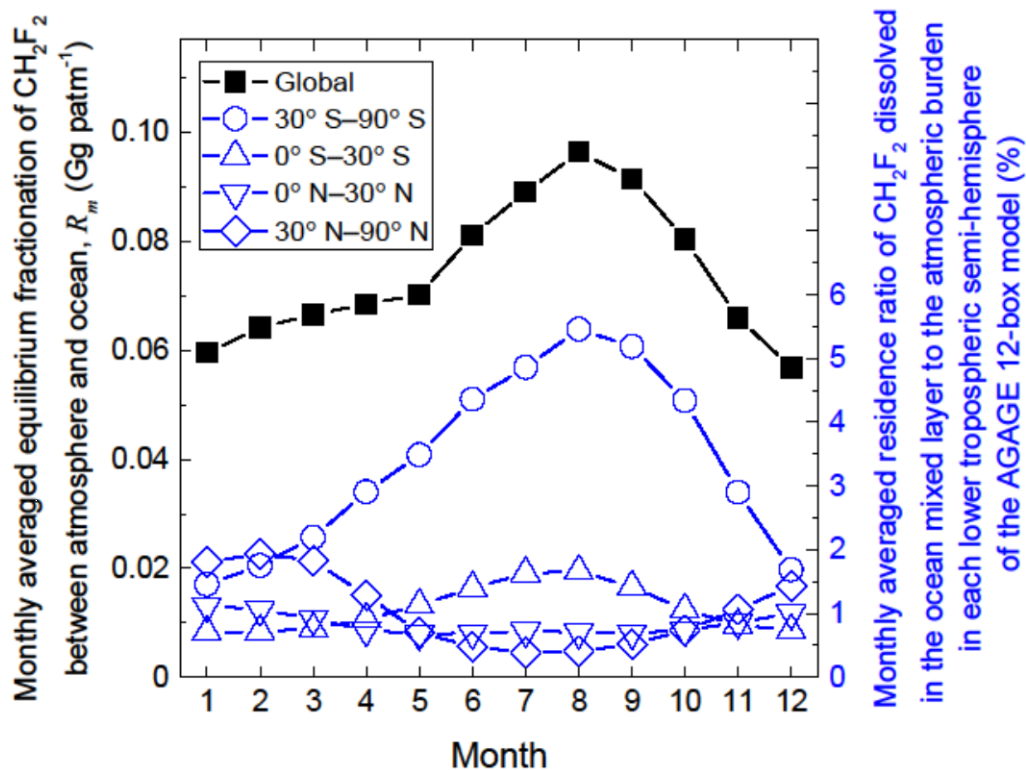 Monthly averaged equilibrium fractionation of CH₂F₂
between atmosphere and ocean, Rₘ (Gg patm⁻¹)
Global
30° S–90° S
0° S–30° S
0° N–30° N
30° N–90° N
0.10
0.08
0.06
0.04
0.02
0
6
5
4
3
2
1
0
1 2 3 4 5 6 7 8 9 10 11 12
Month
Monthly averaged residence ratio of CH₂F₂ dissolved
in the ocean mixed layer to the atmospheric burden
in each lower tropospheric semi-hemisphere
of the AGAGE 12-box model (%)